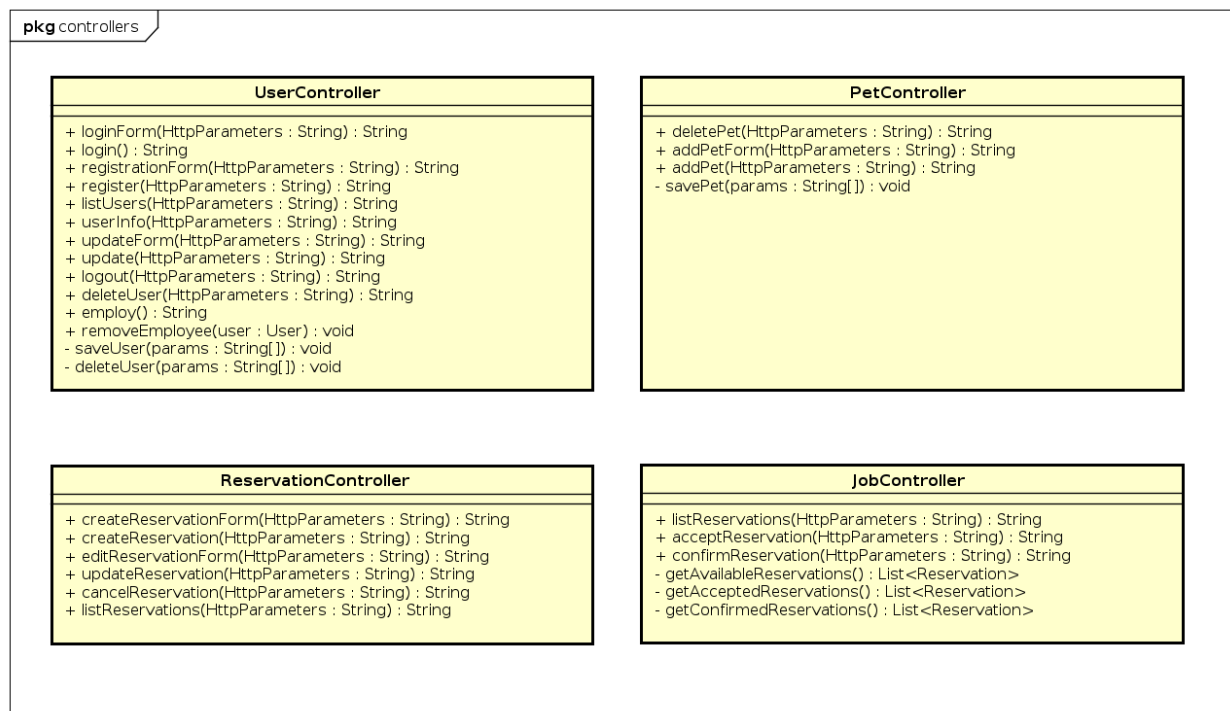 pkg controllers
UserController
+ loginForm(HttpParameters : String) : String
+ login() : String
+ registrationForm(HttpParameters : String) : String
+ register(HttpParameters : String) : String
+ listUsers(HttpParameters : String) : String
+ userInfo(HttpParameters : String) : String
+ updateForm(HttpParameters : String) : String
+ update(HttpParameters : String) : String
+ logout(HttpParameters : String) : String
+ deleteUser(HttpParameters : String) : String
+ employ() : String
+ removeEmployee(user : User) : void
- saveUser(params : String[]) : void
- deleteUser(params : String[]) : void
PetController
+ deletePet(HttpParameters : String) : String
+ addPetForm(HttpParameters : String) : String
+ addPet(HttpParameters : String) : String
- savePet(params : String[]) : void
ReservationController
+ createReservationForm(HttpParameters : String) : String
+ createReservation(HttpParameters : String) : String
+ editReservationForm(HttpParameters : String) : String
+ updateReservation(HttpParameters : String) : String
+ cancelReservation(HttpParameters : String) : String
+ listReservations(HttpParameters : String) : String
JobController
+ listReservations(HttpParameters : String) : String
+ acceptReservation(HttpParameters : String) : String
+ confirmReservation(HttpParameters : String) : String
- getAvailableReservations() : List<Reservation>
- getAcceptedReservations() : List<Reservation>
- getConfirmedReservations() : List<Reservation>